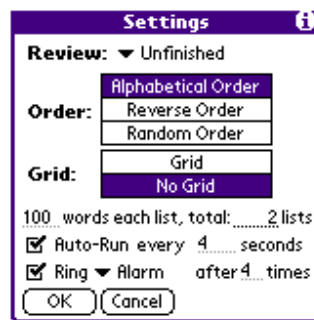 Settings
Review: Unfinished
Alphabetical Order
Order: Reverse Order
Random Order
Grid: Grid
No Grid
100 words each list, total: 2 lists
Auto-Run every 4 seconds
Ring Alarm after 4 times
OK Cancel